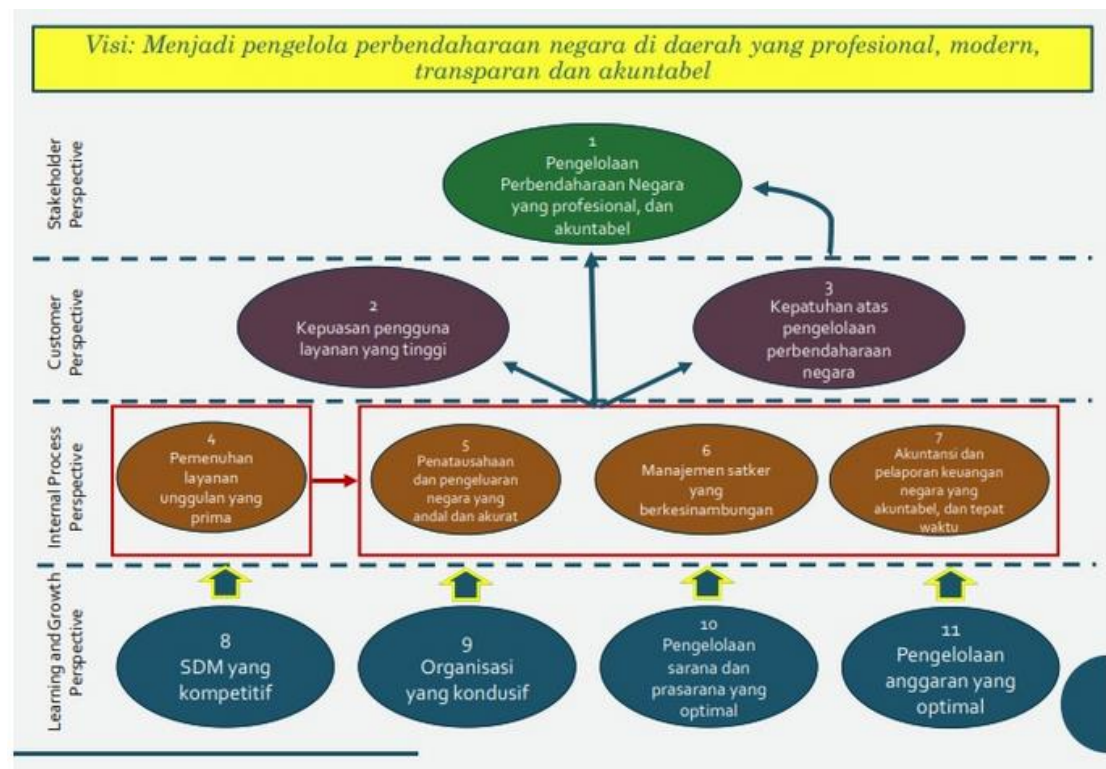 Visi: Menjadi pengelola perbendaharaan negara di daerah yang profesional, modern,
transparan dan akuntabel
Stakeholder
Perspective
1
Pengelolaan
Perbendaharaan Negara
yang profesional, dan
akuntabel
Customer
Perspective
2
Kepuasan pengguna
layanan yang tinggi
3
Kepatuhan atas
pengelolaan
perbendaharaan
negara
Internal Process
Perspective
4
Pemenuhan
layanan
unggulan yang
prima
5
Penatausahaan
dan pengeluaran
negara yang
andal dan akurat
6
Manajemen satker
yang
berkesinambungan
7
Akuntansi dan
pelaporan keuangan
negara yang
akuntabel, dan tepat
waktu
Learning and Growth
Perspective
8
SDM yang
kompetitif
9
Organisasi
yang kondusif
10
Pengelolaan
sarana dan
prasarana yang
optimal
11
Pengelolaan
anggaran yang
optimal